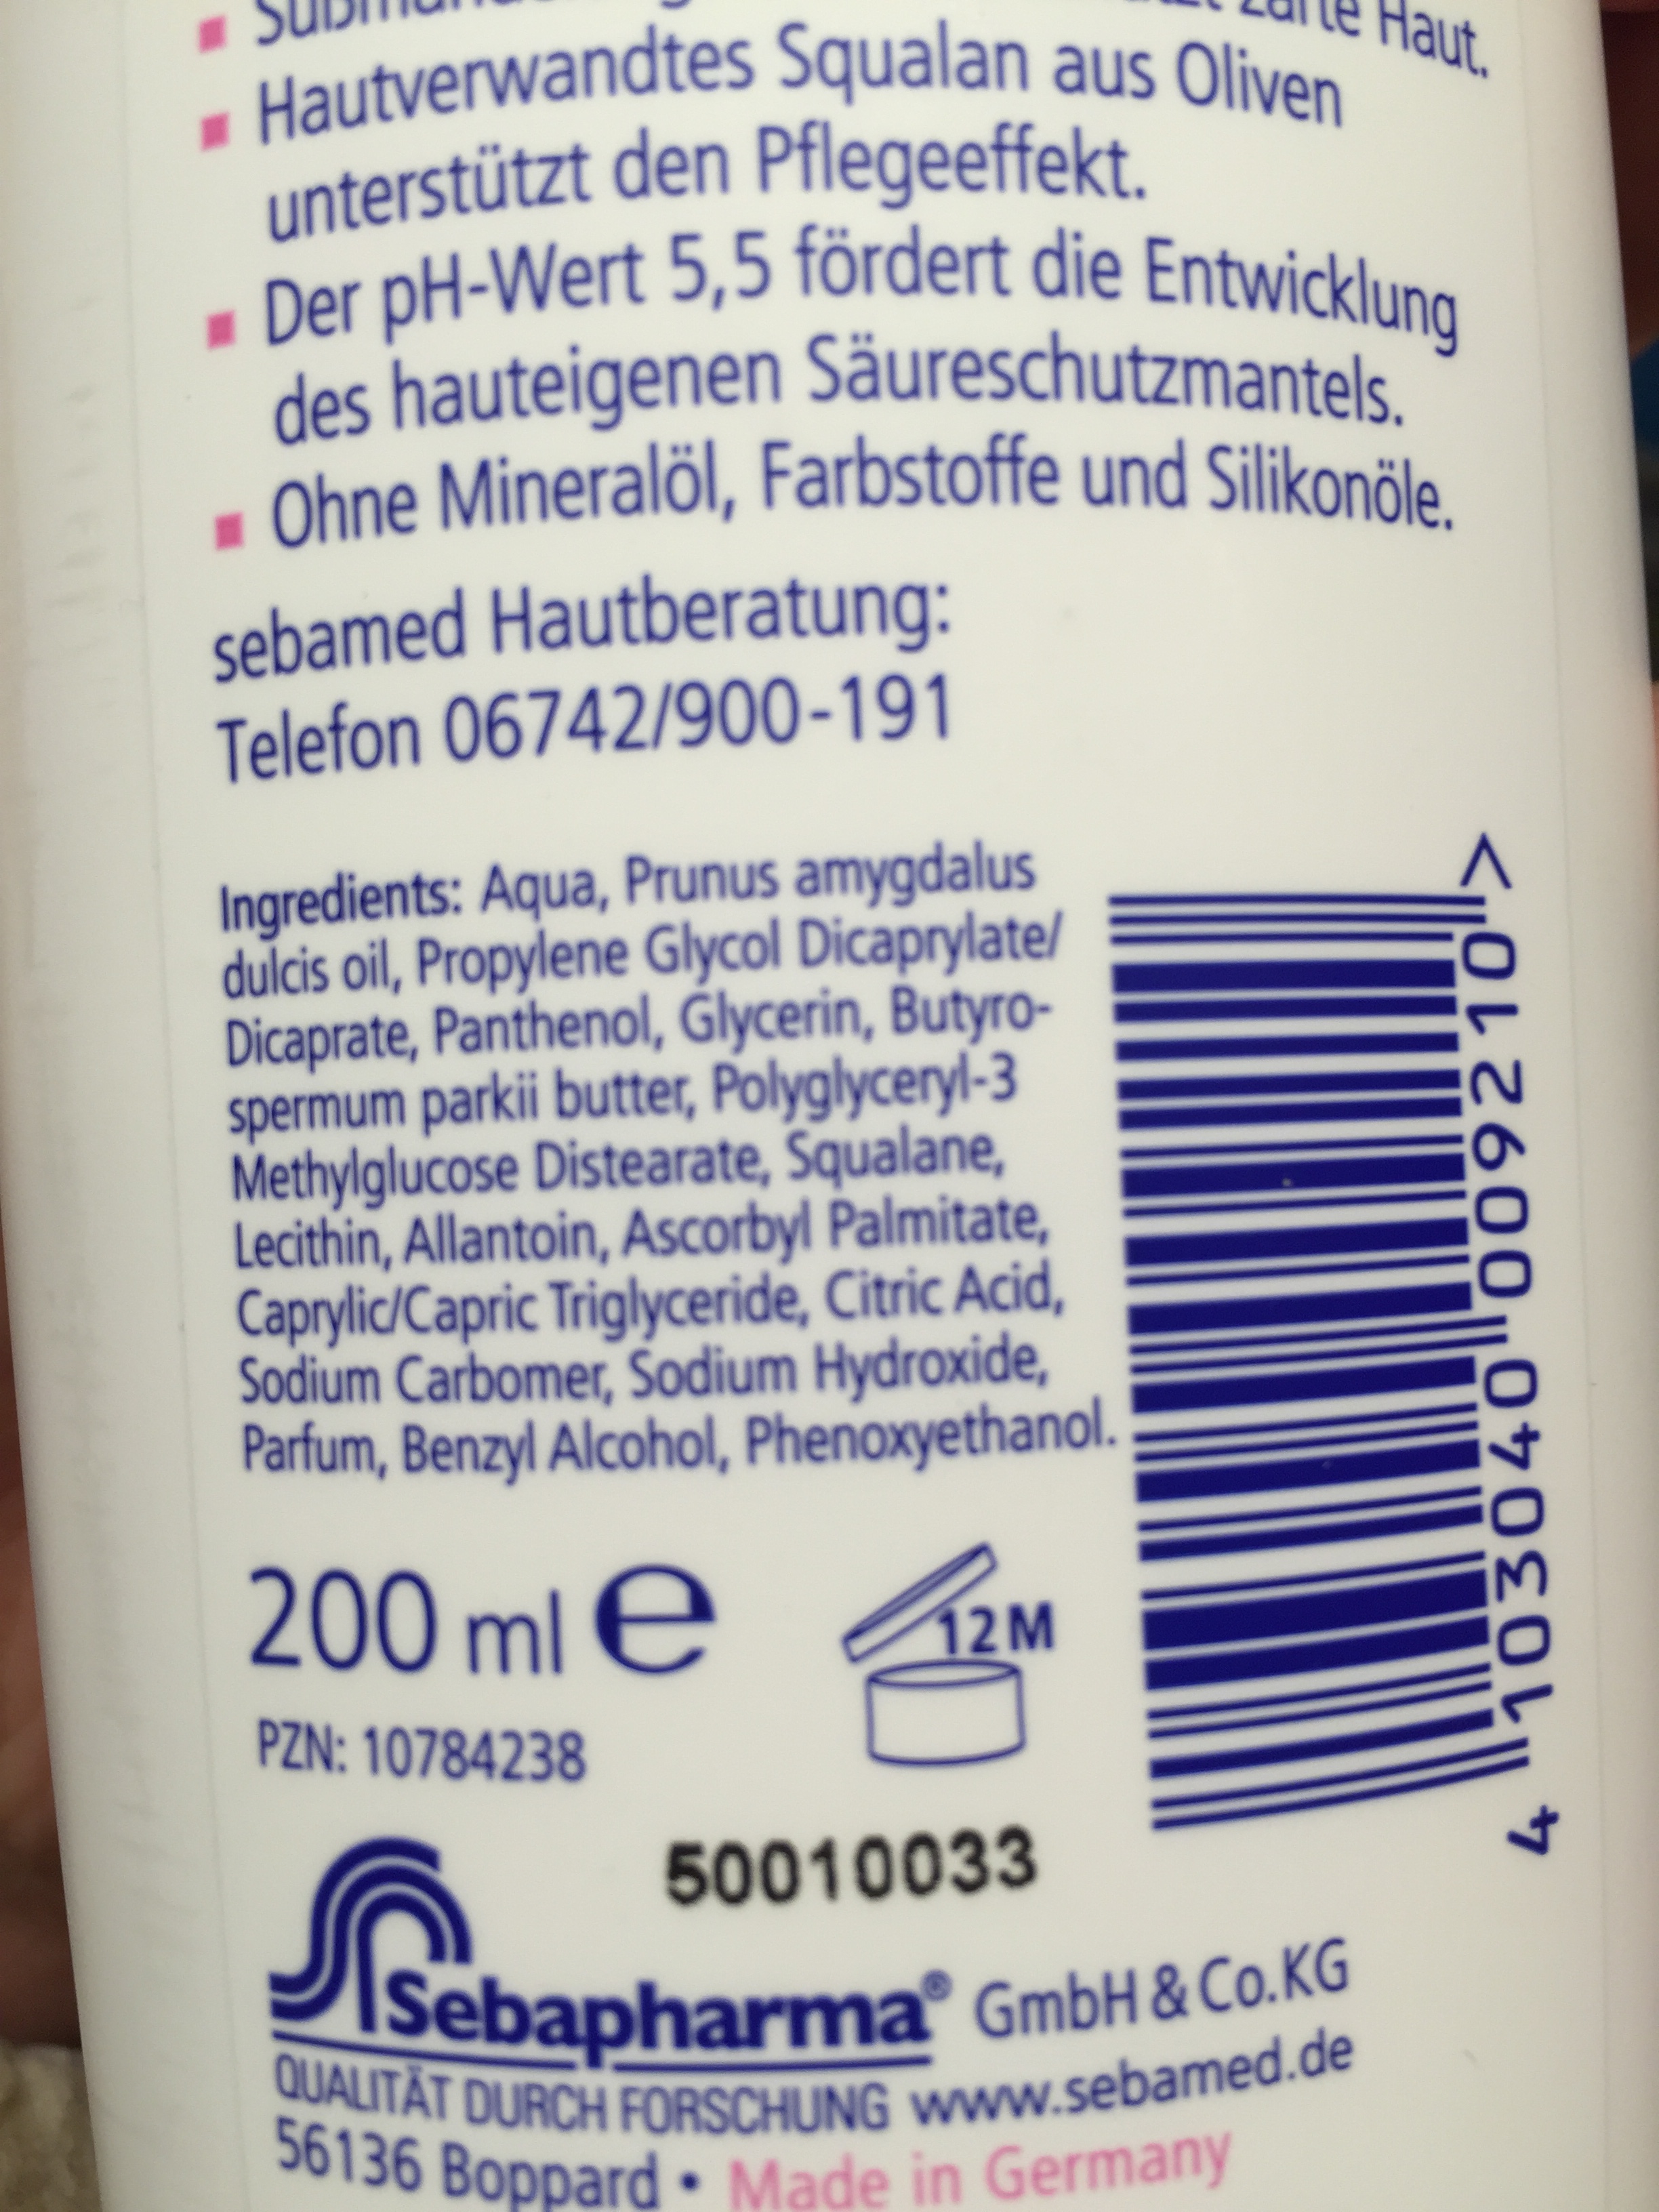 zarte Haut.
Hautverwandtes Squalan aus Oliven
unterstützt den Pflegeeffekt.
Der pH-Wert 5,5 fördert die Entwicklung
des hauteigenen Säureschutzmantels.
Ohne Mineralöl, Farbstoffe und Silikonöle.
sebamed Hautberatung:
Telefon 06742/900-191
Ingredients: Aqua, Prunus amygdalus
dulcis oil, Propylene Glycol Dicaprylate/
Dicaprate, Panthenol, Glycerin, Butyro-
spermum parkii butter, Polyglyceryl-3
Methylglucose Distearate, Squalane,
Lecithin, Allantoin, Ascorbyl Palmitate,
Caprylic/Capric Triglyceride, Citric Acid,
Sodium Carbomer, Sodium Hydroxide,
Parfum, Benzyl Alcohol, Phenoxyethanol.
4 103040 009210 >
200 ml e
12M
PZN: 10784238
50010033
Sebapharma® GmbH & Co.KG
QUALITÄT DURCH FORSCHUNG www.sebamed.de
56136 Boppard • Made in Germany